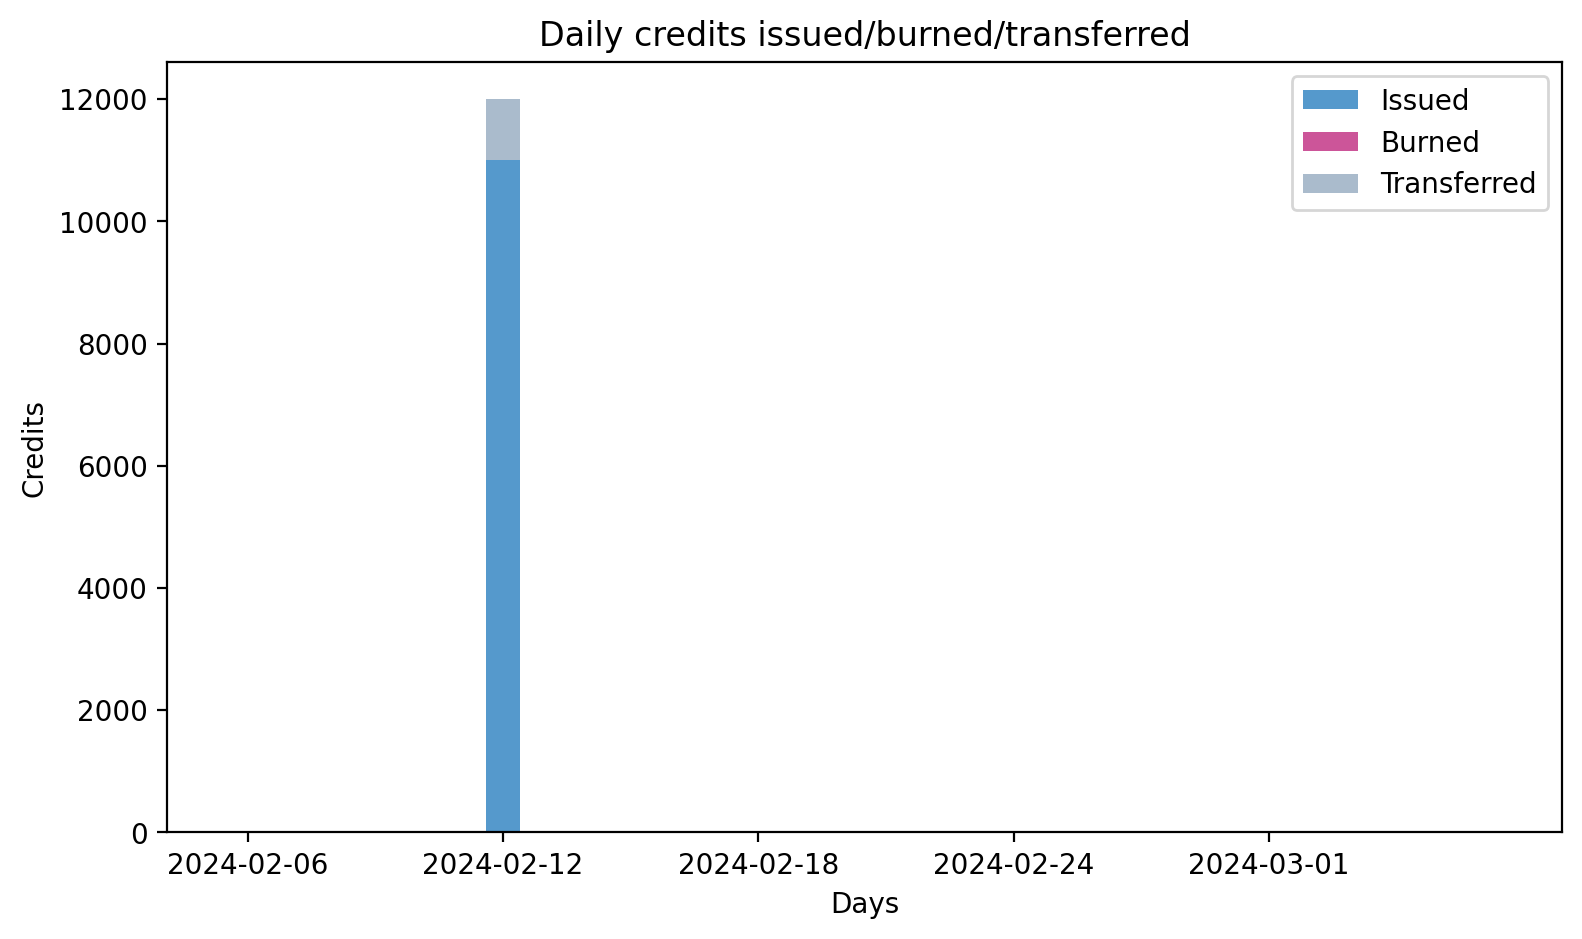 Daily credits issued/burned/transferred
Issued
Burned
Transferred
12000
10000
8000
6000
4000
2000
0
Credits
2024-02-06
2024-02-12
2024-02-18
2024-02-24
2024-03-01
Days